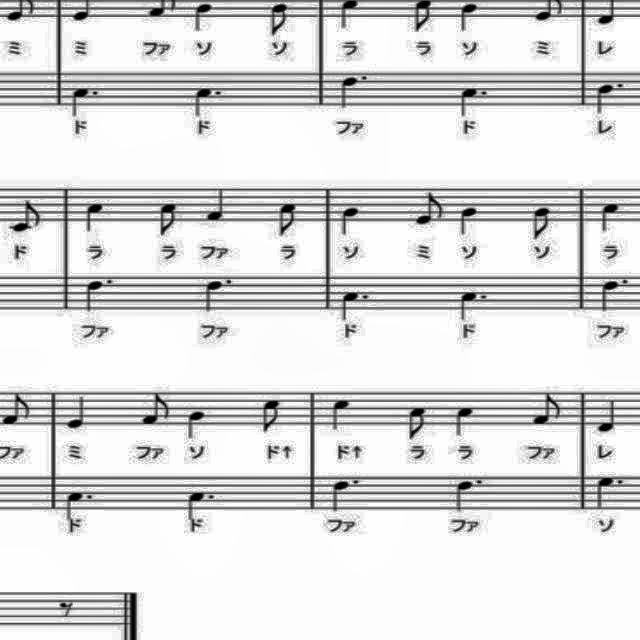 ミ ミ ファ ソ ソ ラ ラ ソ ミ レ
ド ド ファ ド レ
ド ラ ラ ファ ラ ソ ミ ソ ソ ラ
ファ ファ ド ド ファ
ファ ミ ファ ソ ド↑ ド↑ ラ ラ ファ レ
ド ド ファ ファ ソ